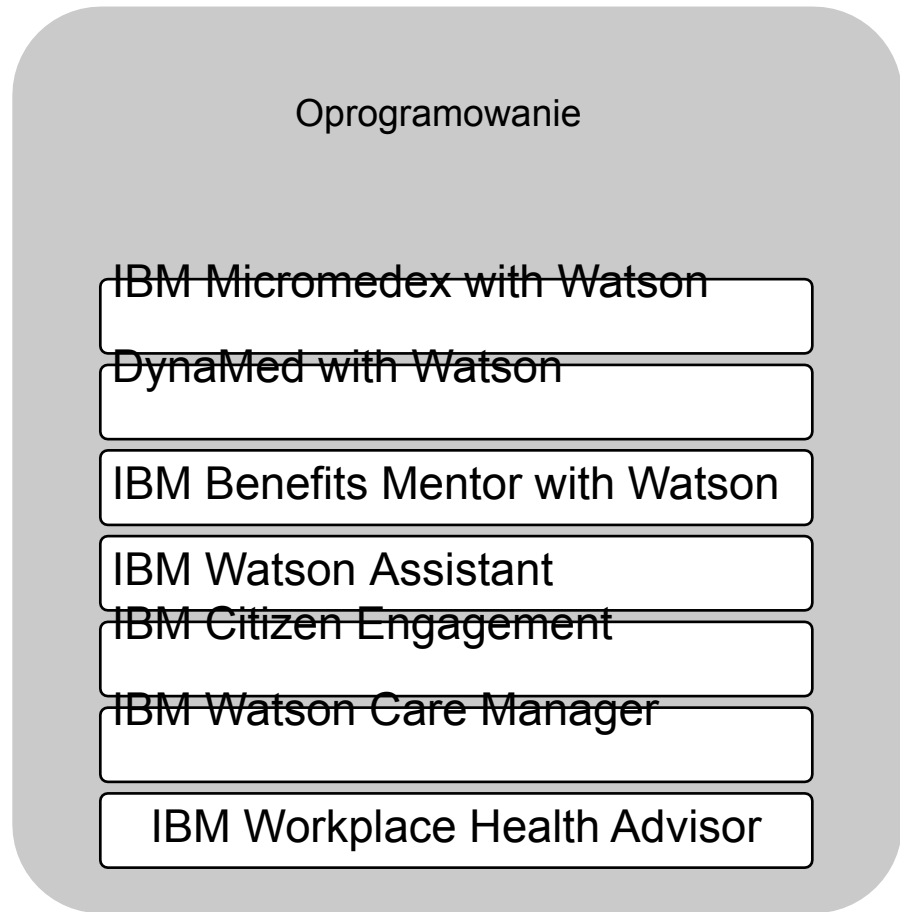 Oprogramowanie
IBM Micromedex with Watson
DynaMed with Watson
IBM Benefits Mentor with Watson
IBM Watson Assistant
IBM Citizen Engagement
IBM Watson Care Manager
IBM Workplace Health Advisor